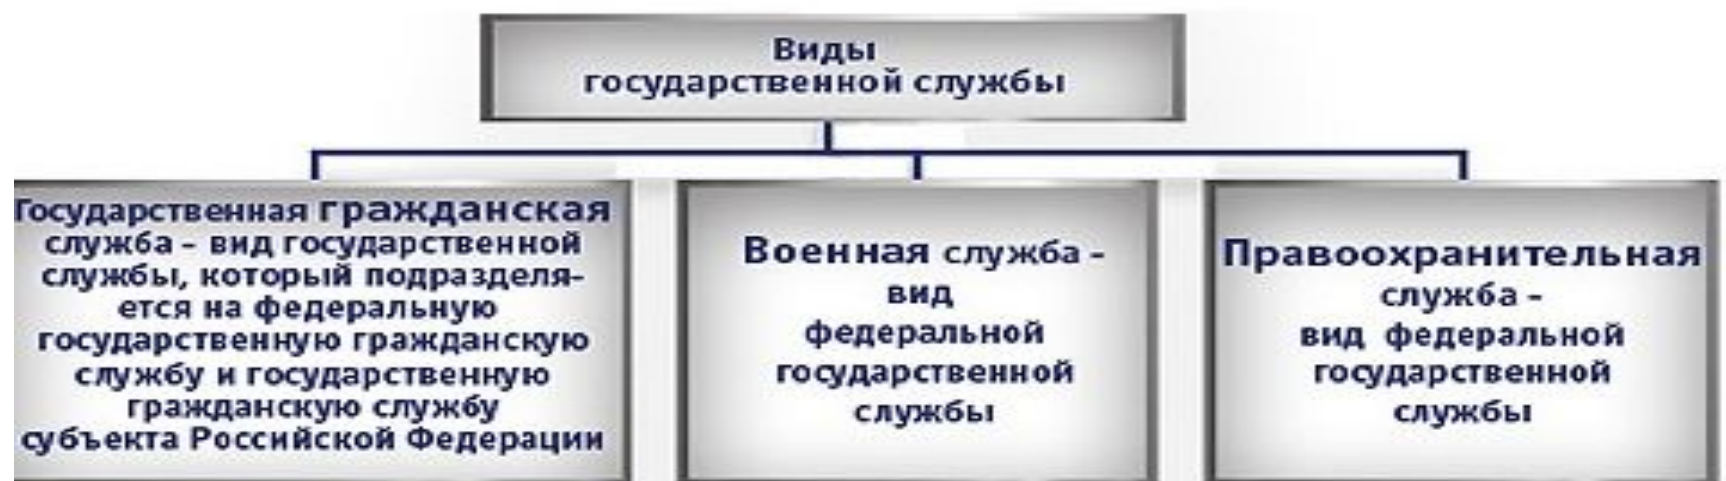 Виды
государственной службы
Государственная гражданская
служба – вид государственной
службы, который подразделя-
ется на федеральную
государственную гражданскую
службу и государственную
гражданскую службу
субъекта Российской Федерации
Военная служба –
вид
федеральной
государственной
службы
Правоохранительная
служба –
вид федеральной
государственной
службы